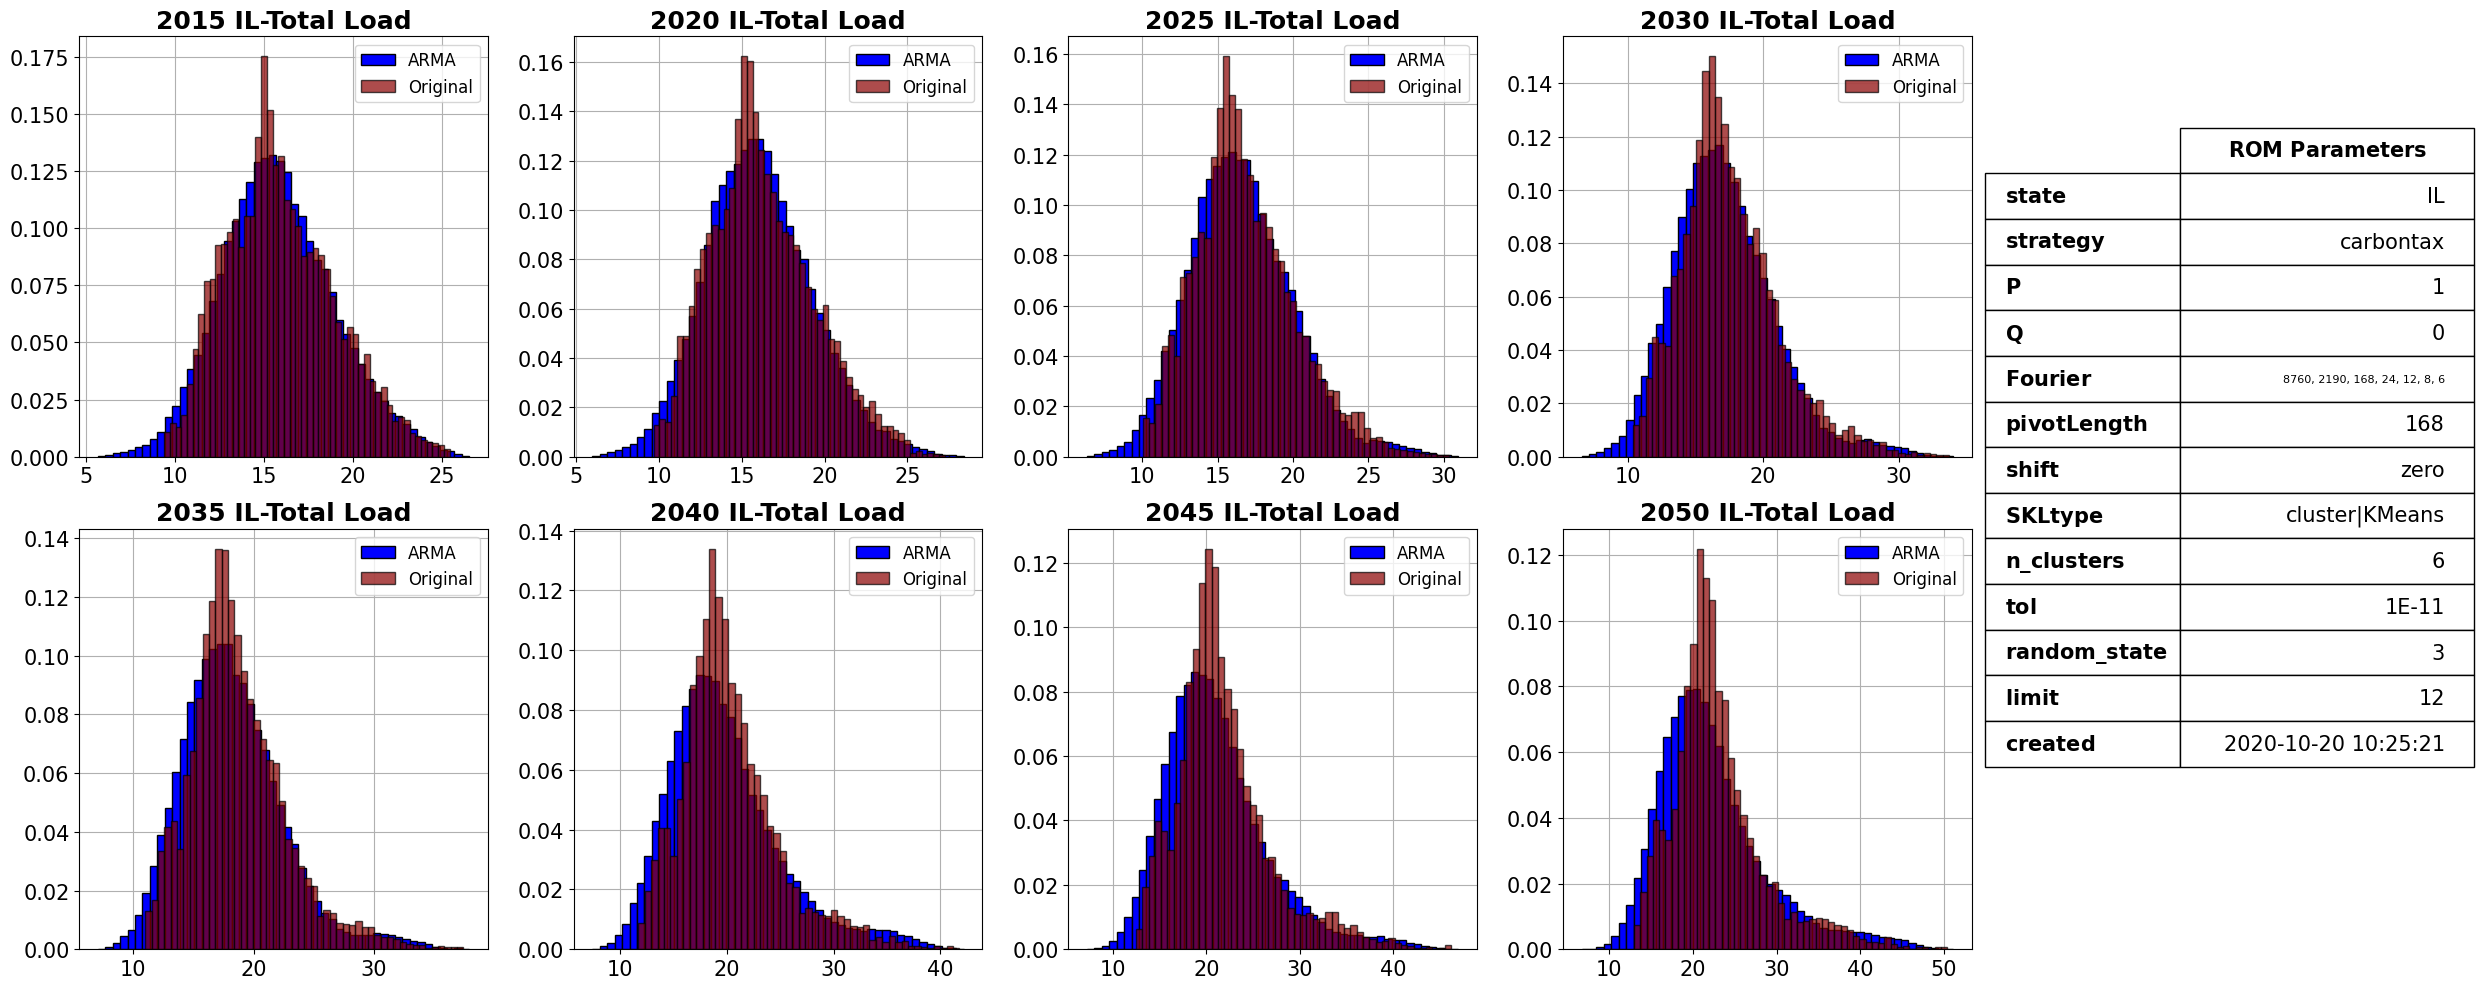 2015 IL-Total Load
0.175
0.150
0.125
0.100
0.075
0.050
0.025
0.000
5 10 15 20 25
ARMA
Original
2020 IL-Total Load
0.16
0.14
0.12
0.10
0.08
0.06
0.04
0.02
0.00
5 10 15 20 25
ARMA
Original
2025 IL-Total Load
0.16
0.14
0.12
0.10
0.08
0.06
0.04
0.02
0.00
10 15 20 25 30
ARMA
Original
2030 IL-Total Load
0.14
0.12
0.10
0.08
0.06
0.04
0.02
0.00
10 20 30
ARMA
Original
2035 IL-Total Load
0.14
0.12
0.10
0.08
0.06
0.04
0.02
0.00
10 20 30
ARMA
Original
2040 IL-Total Load
0.14
0.12
0.10
0.08
0.06
0.04
0.02
0.00
10 20 30 40
ARMA
Original
2045 IL-Total Load
0.12
0.10
0.08
0.06
0.04
0.02
0.00
10 20 30 40
ARMA
Original
2050 IL-Total Load
0.12
0.10
0.08
0.06
0.04
0.02
0.00
10 20 30 40 50
ARMA
Original
ROM Parameters
state IL
strategy carbontax
P 1
Q 0
Fourier 8760, 2190, 168, 24, 12, 8, 6
pivotLength 168
shift zero
SKLtype cluster|KMeans
n_clusters 6
tol 1E-11
random_state 3
limit 12
created 2020-10-20 10:25:21